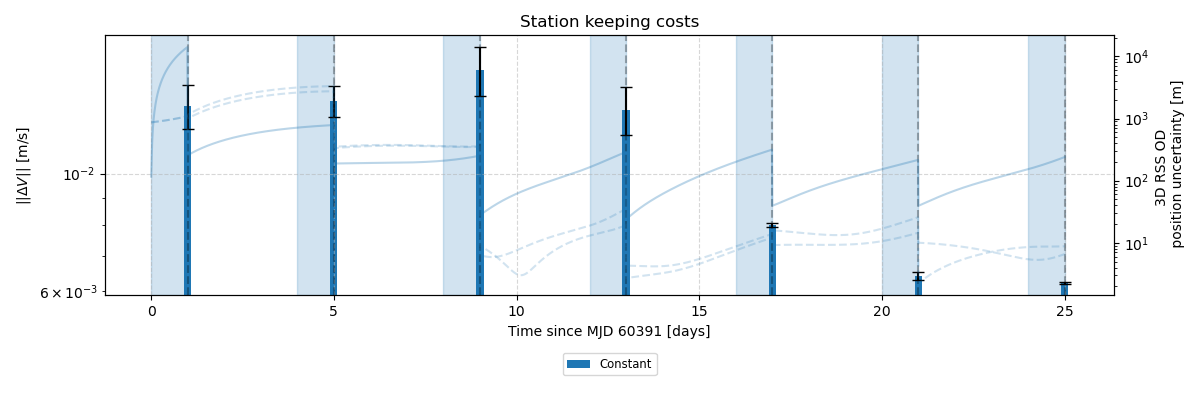 Station keeping costs
||ΔV|| [m/s]
10⁻²
6 × 10⁻³
10⁴
10³
10²
10¹
3D RSS OD
position uncertainty [m]
0 5 10 15 20 25
Time since MJD 60391 [days]
Constant